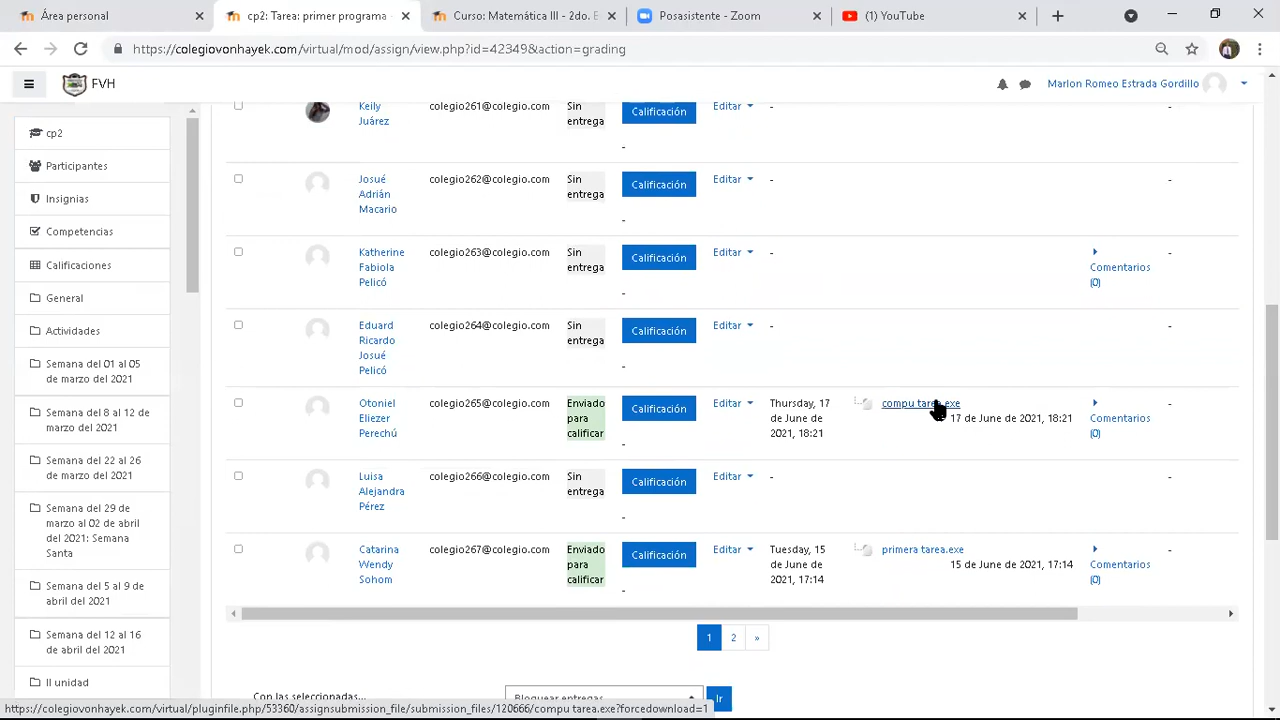 Área personal
cp2: Tarea: primer programa
Curso: Matemática III - 2do. E
Posasistente - Zoom
(1) YouTube
https://colegiovonhayek.com/virtual/mod/assign/view.php?id=42349&action=grading
FVH
Marlon Romeo Estrada Gordillo
cp2
Participantes
Insignias
Competencias
Calificaciones
General
Actividades
Semana del 01 al 05
de marzo del 2021
Semana del 8 al 12 de
marzo del 2021
Semana del 22 al 26
de marzo del 2021
Semana del 29 de
marzo al 02 de abril
del 2021: Semana
Santa
Semana del 5 al 9 de
abril del 2021
Semana del 12 al 16
de abril del 2021
II unidad
Keily
Juárez
colegio261@colegio.com
Sin
entrega
Calificación
-
Editar
-
-
Josué
Adrián
Macario
colegio262@colegio.com
Sin
entrega
Calificación
-
Editar
-
-
Katherine
Fabiola
Pelicó
colegio263@colegio.com
Sin
entrega
Calificación
-
Editar
-
Comentarios
(0)
-
Eduard
Ricardo
Josué
Pelicó
colegio264@colegio.com
Sin
entrega
Calificación
-
Editar
-
-
Otoniel
Eliezer
Perechú
colegio265@colegio.com
Enviado
para
calificar
Calificación
-
Editar
Thursday, 17
de June de
2021, 18:21
compu tarea.exe
17 de June de 2021, 18:21
Comentarios
(0)
-
Luisa
Alejandra
Pérez
colegio266@colegio.com
Sin
entrega
Calificación
-
Editar
-
-
Catarina
Wendy
Sohom
colegio267@colegio.com
Enviado
para
calificar
Calificación
-
Editar
Tuesday, 15
de June de
2021, 17:14
primera tarea.exe
15 de June de 2021, 17:14
Comentarios
(0)
-
1 2 »
Con las seleccionadas...
Bloquear entregas
Ir
https://colegiovonhayek.com/virtual/pluginfile.php/53360/assignsubmission_file/submission_files/120666/compu tarea.exe?forcedownload=1